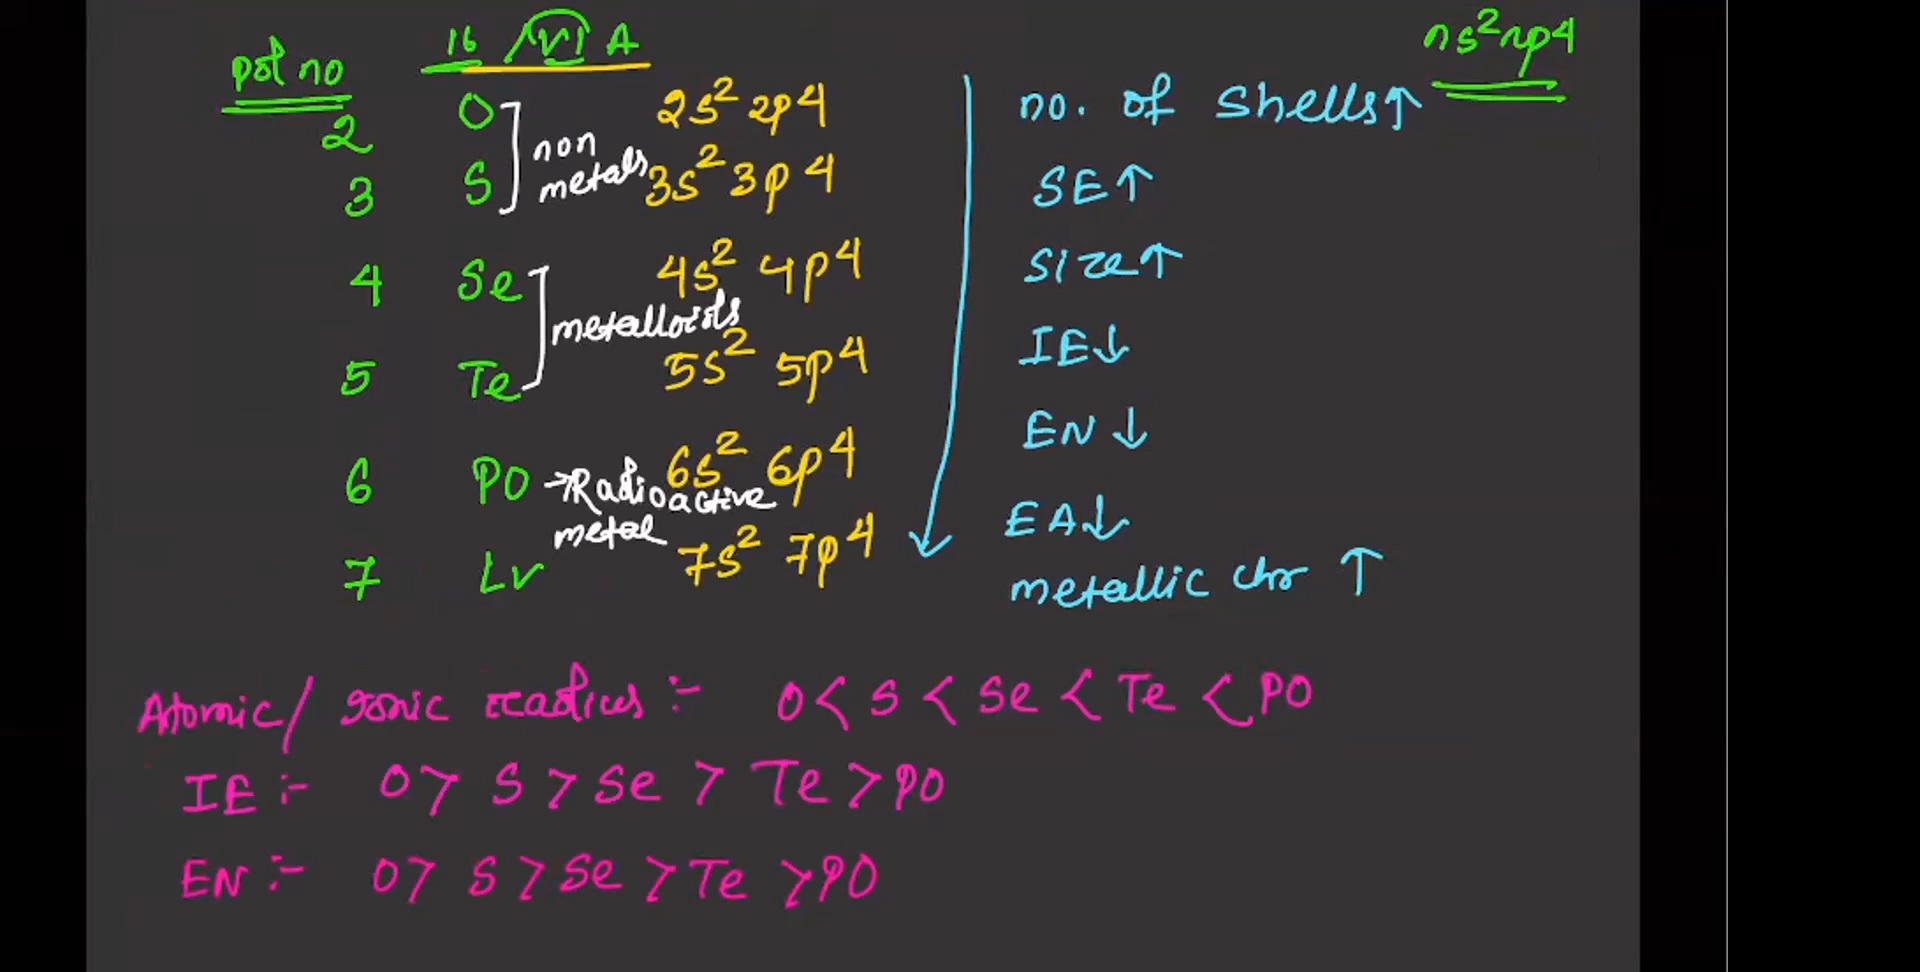 pd no 16 / VI A ns² np4
2 O ] non metals 2s² 2p4 no. of shells↑
3 S 3s² 3p4 SE↑
4 Se ] metalloids 4s² 4p4 size↑
5 Te 5s² 5p4 IE↓
EN↓
6 PO → Radioactive metal 6s² 6p4 EA↓
7 Lv 7s² 7p4 metallic chr ↑
Atomic/ Ionic radius :- O < S < Se < Te < PO
IE :- O > S > Se > Te > PO
EN :- O > S > Se > Te > PO